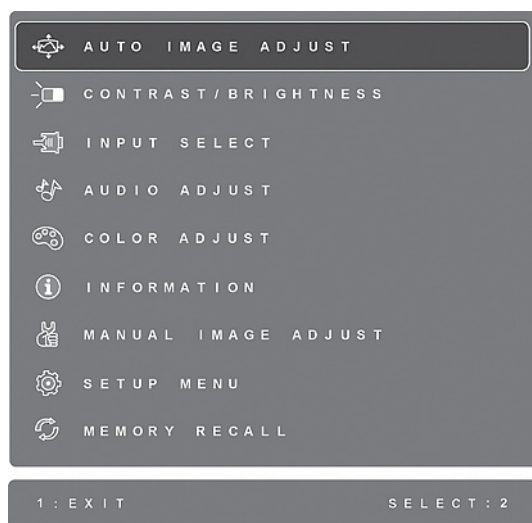 AUTO IMAGE ADJUST
CONTRAST/BRIGHTNESS
INPUT SELECT
AUDIO ADJUST
COLOR ADJUST
INFORMATION
MANUAL IMAGE ADJUST
SETUP MENU
MEMORY RECALL
1:EXIT SELECT:2